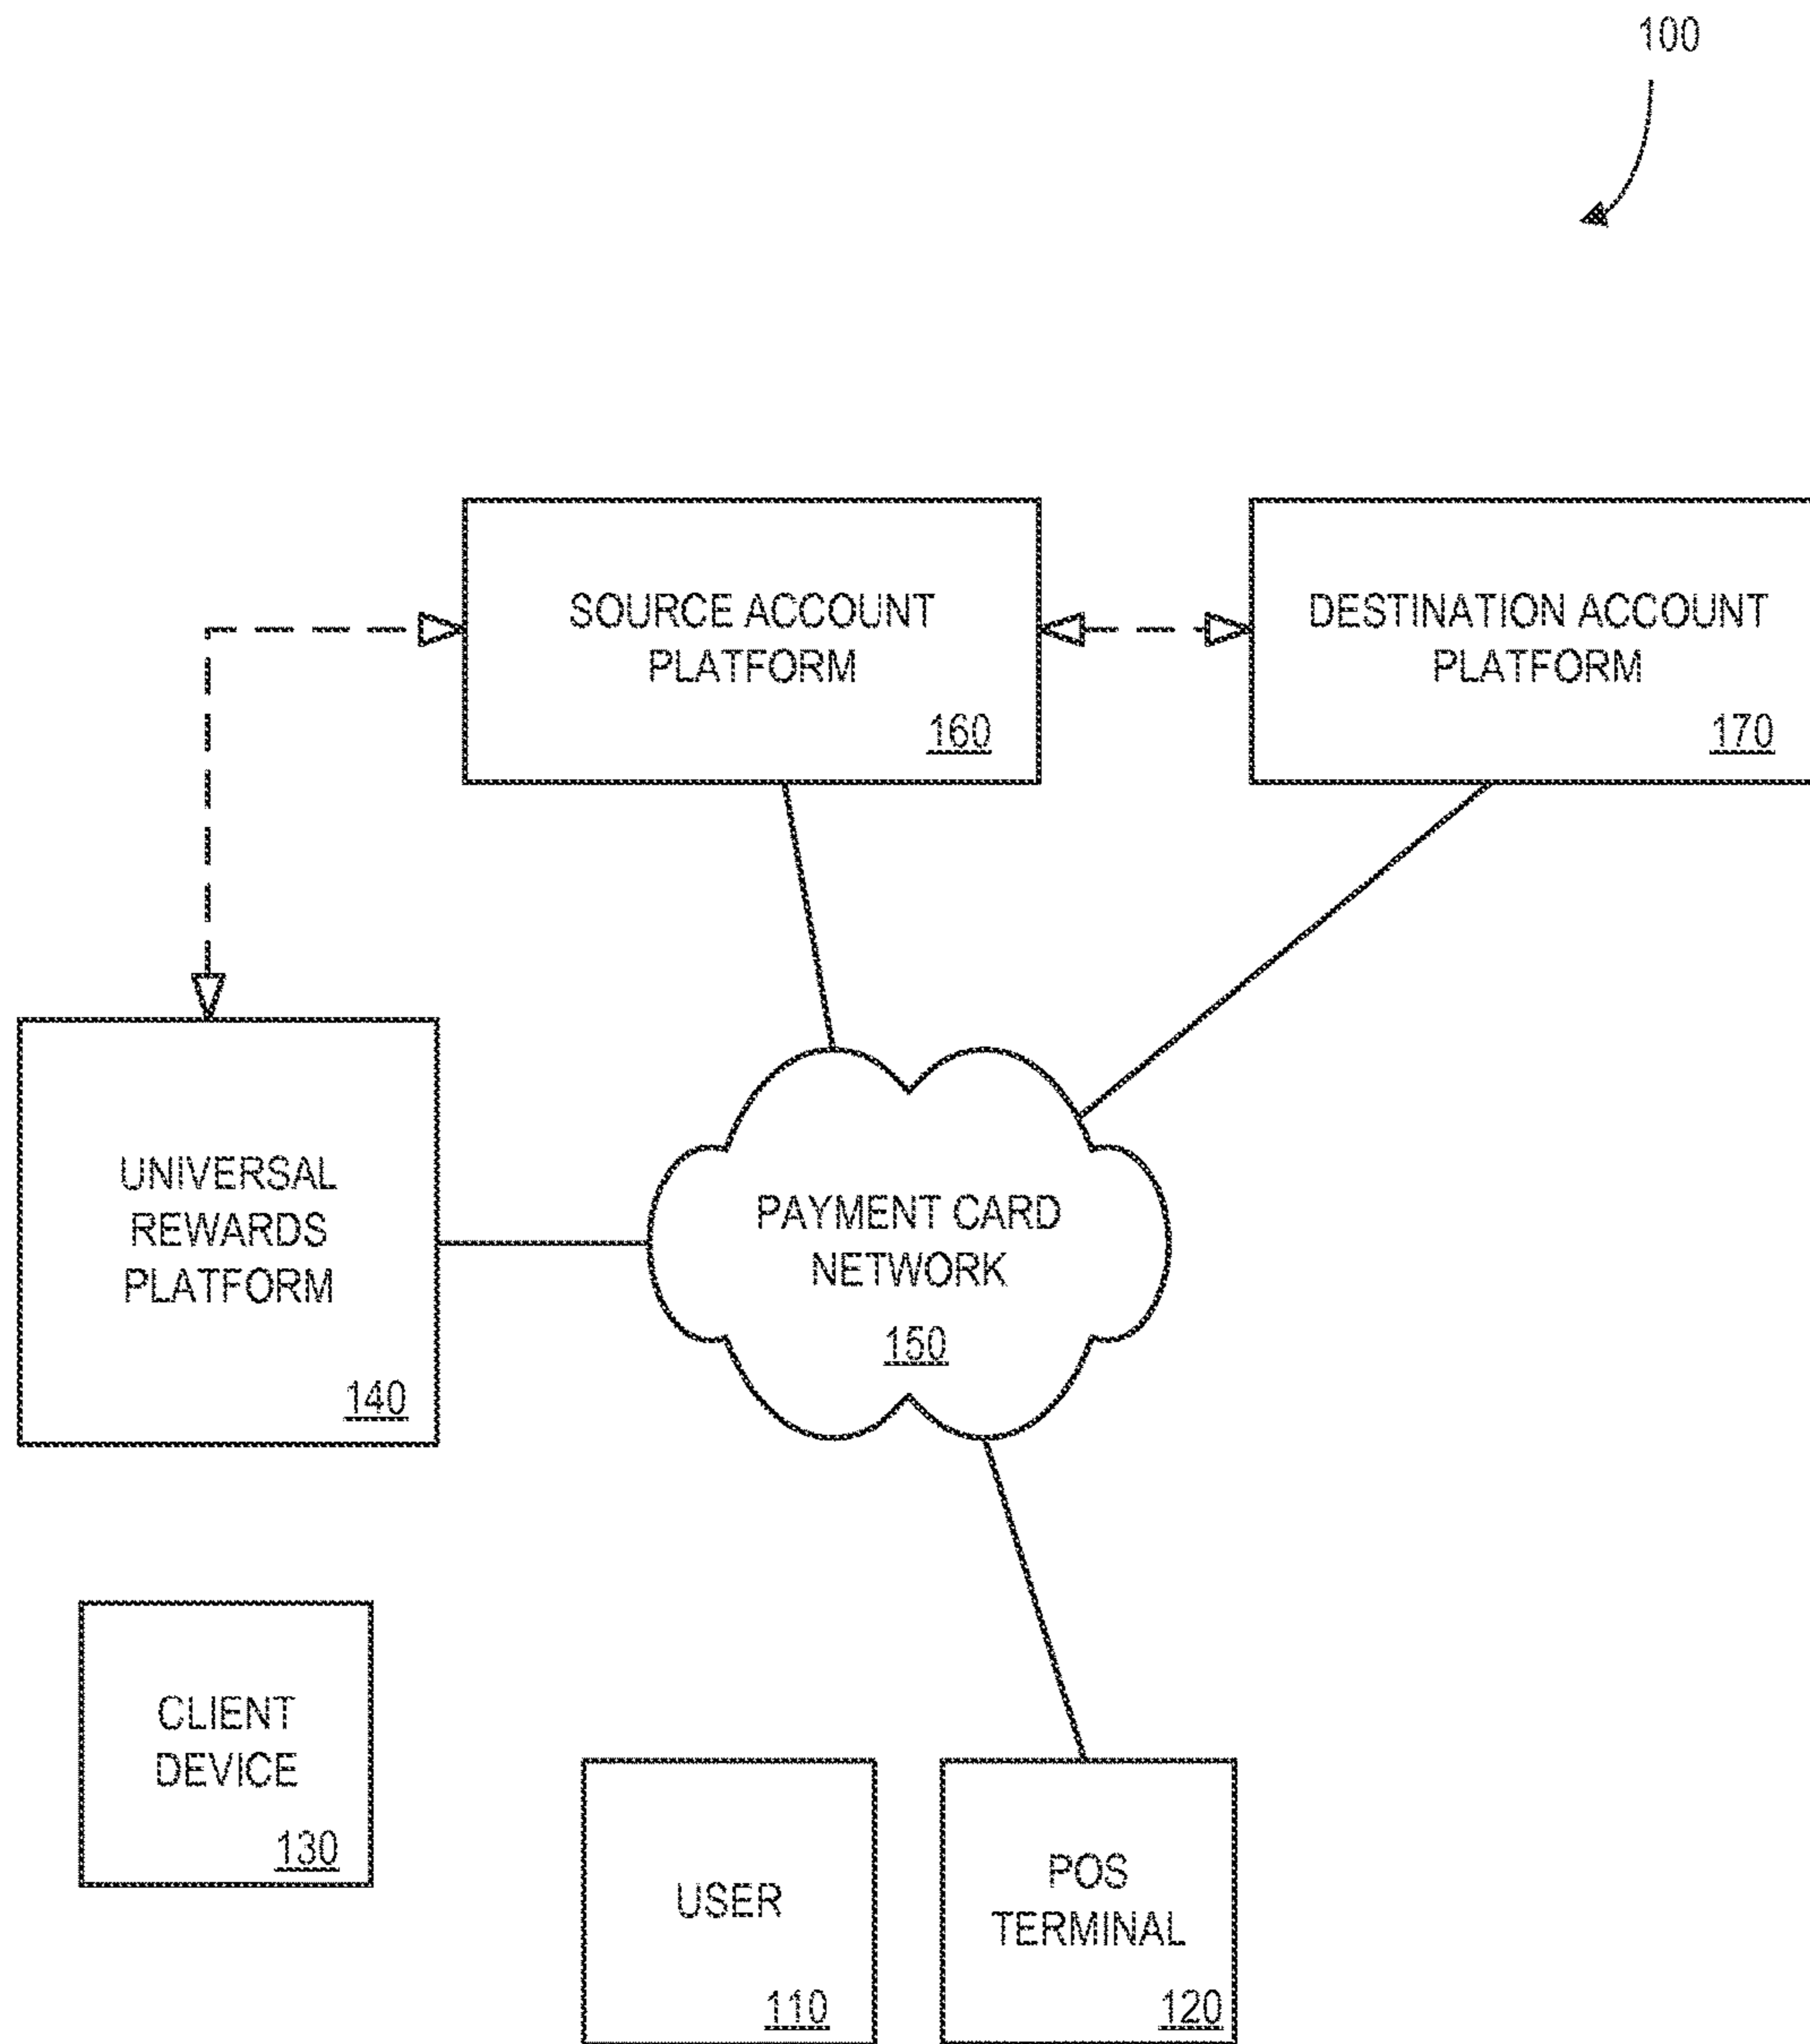 100
SOURCE ACCOUNT
PLATFORM
160
DESTINATION ACCOUNT
PLATFORM
170
UNIVERSAL
REWARDS
PLATFORM
140
PAYMENT CARD
NETWORK
150
CLIENT
DEVICE
130
USER
110
POS
TERMINAL
120